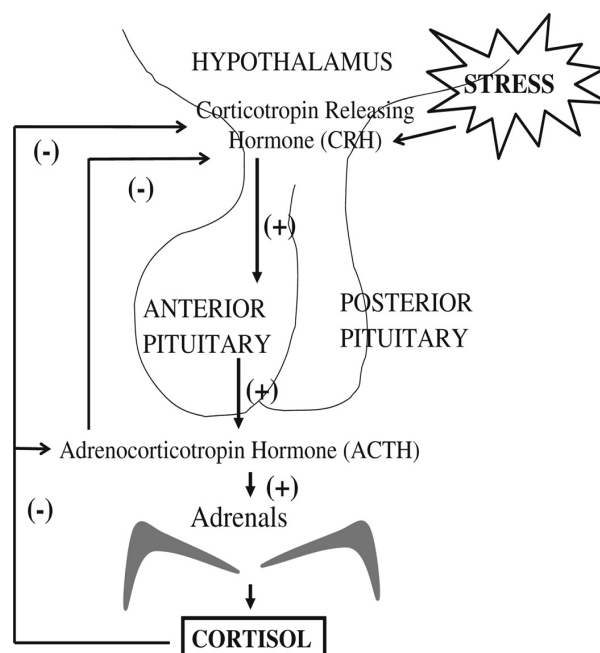 HYPOTHALAMUS
STRESS
Corticotropin Releasing
Hormone (CRH)
(-)
(-)
(+)
ANTERIOR
PITUITARY
POSTERIOR
PITUITARY
(+)
Adrenocorticotropin Hormone (ACTH)
(+)
(-)
Adrenals
CORTISOL